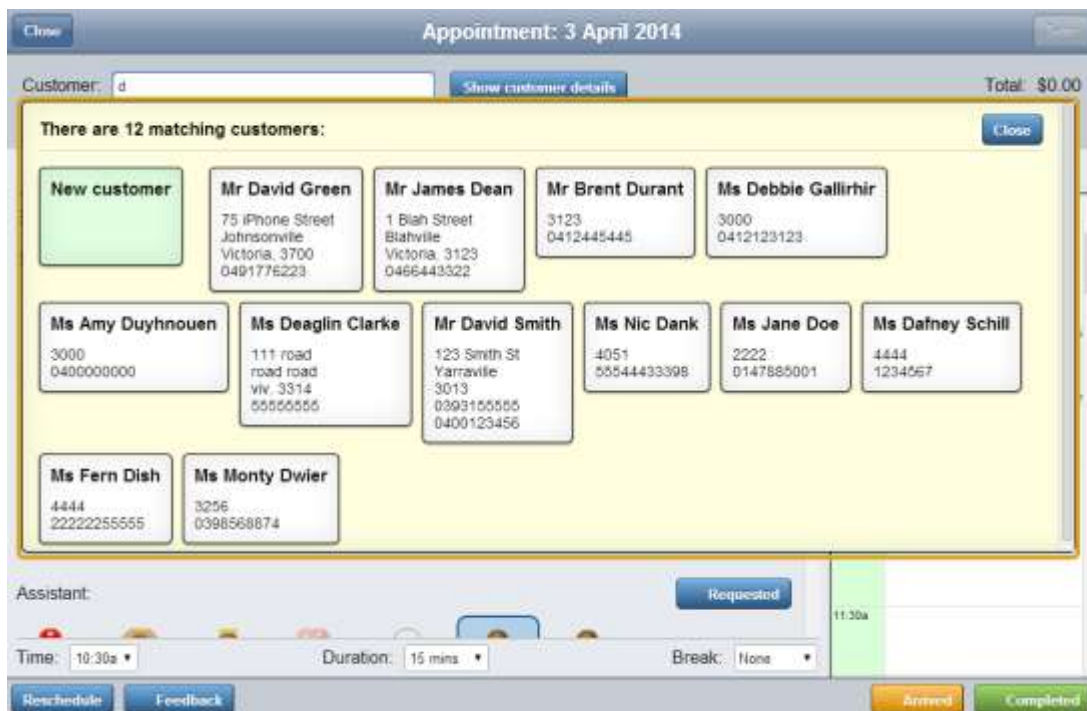 Close
Appointment: 3 April 2014
Customer: d
Show customer details
Total: $0.00
There are 12 matching customers:
Close
New customer
Mr David Green
75 iPhone Street
Johnsonville
Victoria, 3700
0491776223
Mr James Dean
1 Blah Street
Blahville
Victoria, 3123
0466443322
Mr Brent Durant
3123
0412445445
Ms Debbie Gallirhir
3000
0412123123
Ms Amy Duyhnouen
3000
0400000000
Ms Deaglin Clarke
111 road
road road
viv, 3314
55555555
Mr David Smith
123 Smith St
Yarraville
3013
0393155555
0400123456
Ms Nic Dank
4051
55544433398
Ms Jane Doe
2222
0147885001
Ms Dafney Schill
4444
1234567
Ms Fern Dish
4444
22222255555
Ms Monty Dwier
3256
0398568874
Assistant:
Requested
11:30a
Time: 10:30a
Duration: 15 mins
Break: None
Reschedule
Feedback
Arrived
Completed